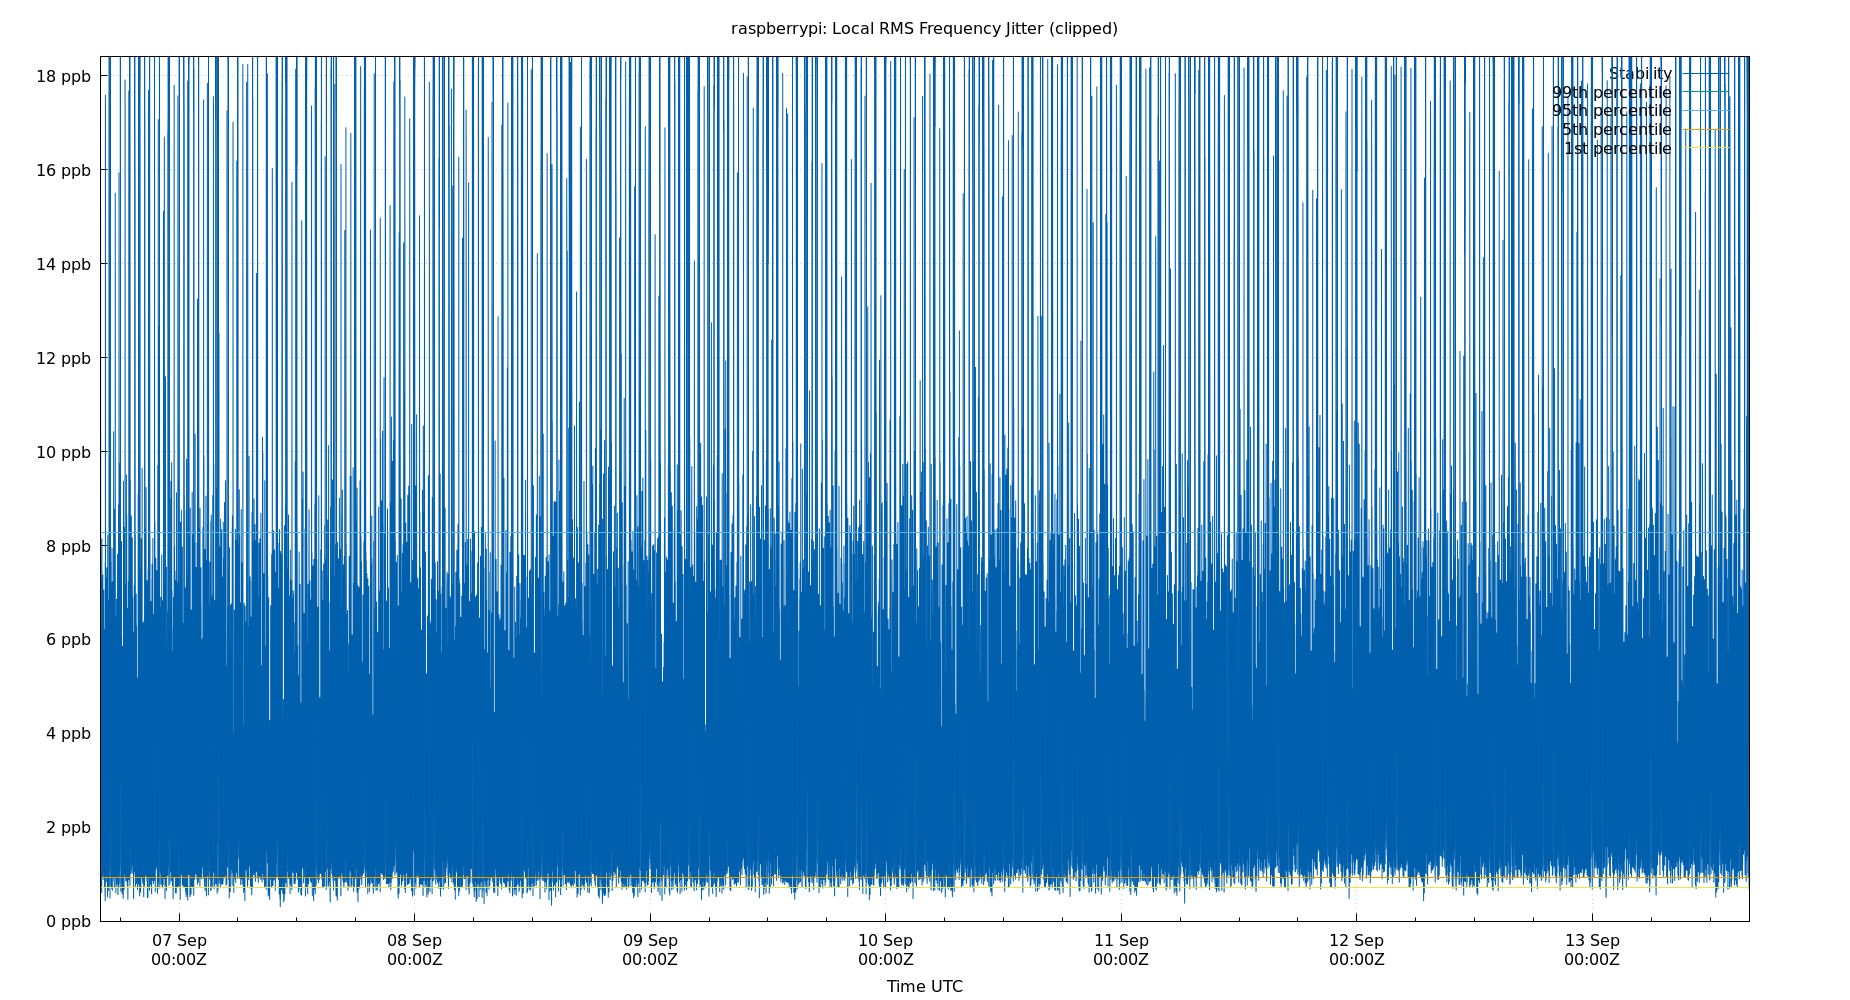 raspberrypi: Local RMS Frequency Jitter (clipped)
18 ppb
16 ppb
14 ppb
12 ppb
10 ppb
8 ppb
6 ppb
4 ppb
2 ppb
0 ppb
Stability
99th percentile
95th percentile
5th percentile
1st percentile
07 Sep 08 Sep 09 Sep 10 Sep 11 Sep 12 Sep 13 Sep
00:00Z 00:00Z 00:00Z 00:00Z 00:00Z 00:00Z 00:00Z
Time UTC